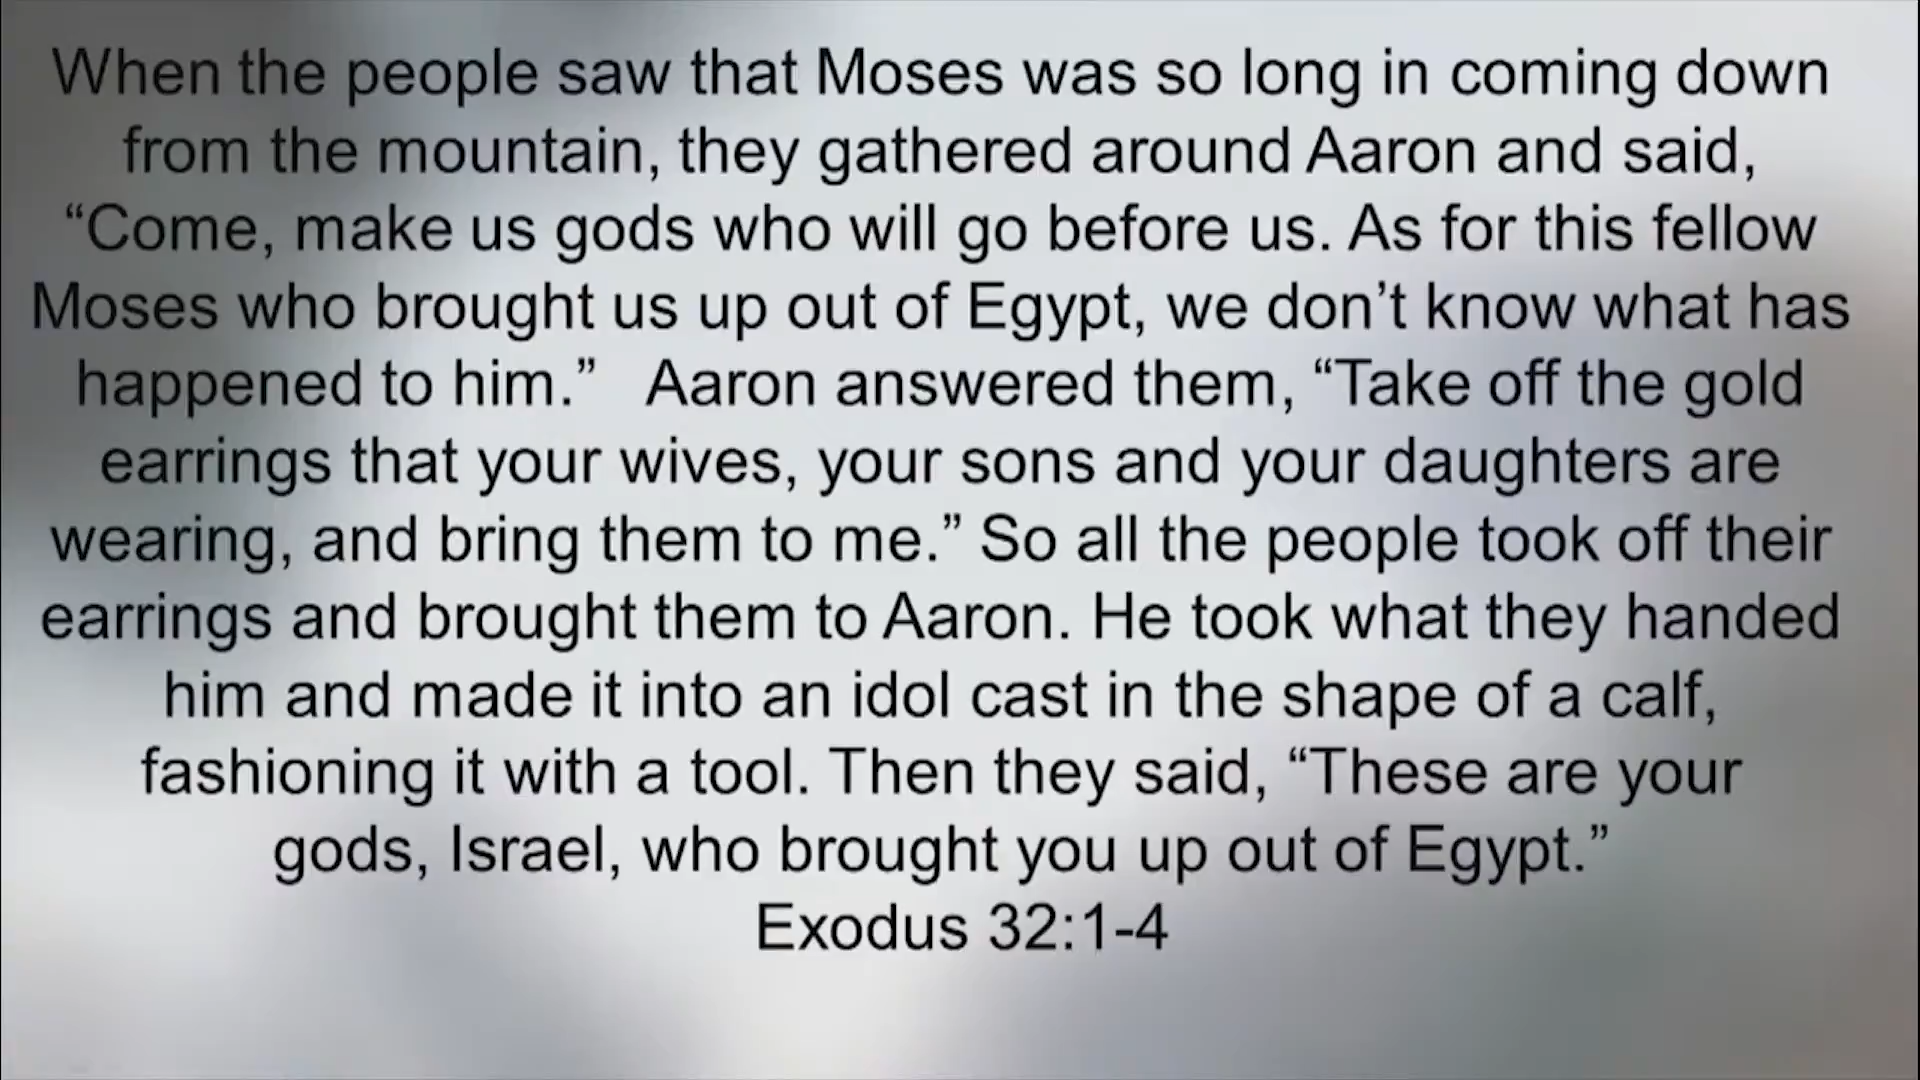 When the people saw that Moses was so long in coming down
from the mountain, they gathered around Aaron and said,
“Come, make us gods who will go before us. As for this fellow
Moses who brought us up out of Egypt, we don’t know what has
happened to him.”   Aaron answered them, “Take off the gold
earrings that your wives, your sons and your daughters are
wearing, and bring them to me.” So all the people took off their
earrings and brought them to Aaron. He took what they handed
him and made it into an idol cast in the shape of a calf,
fashioning it with a tool. Then they said, “These are your
gods, Israel, who brought you up out of Egypt.”
Exodus 32:1-4